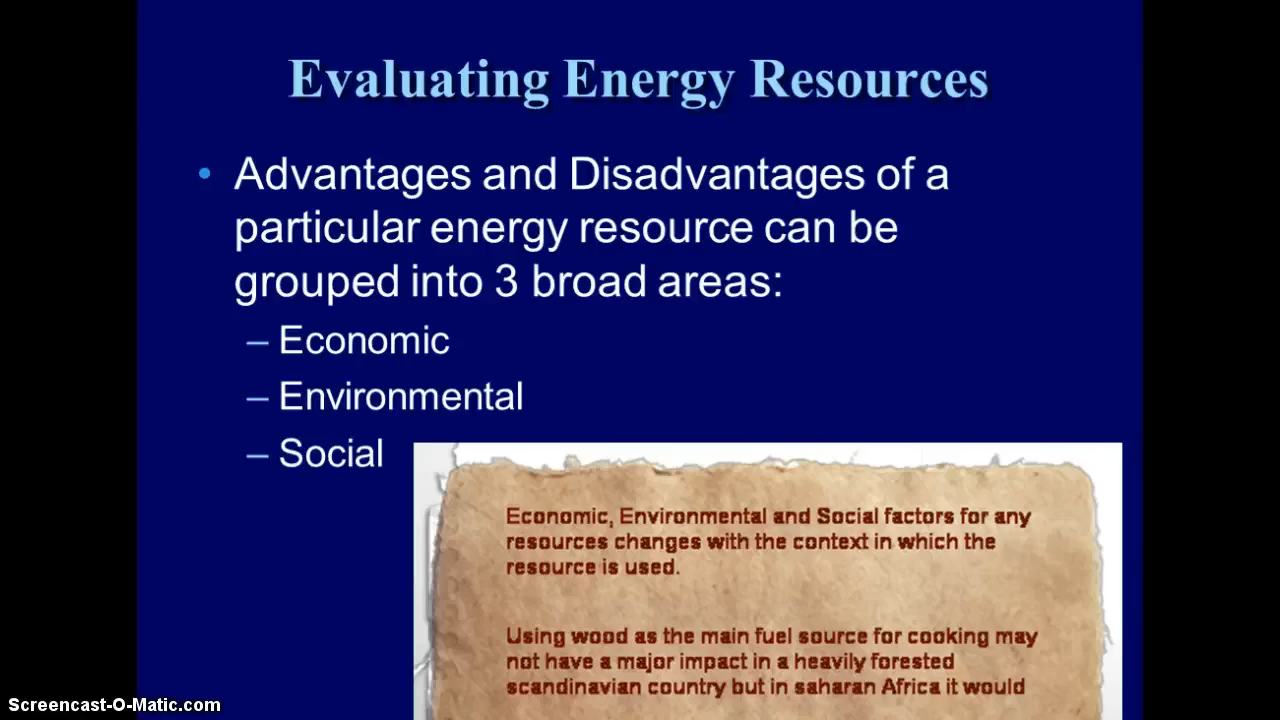 Evaluating Energy Resources
• Advantages and Disadvantages of a
particular energy resource can be
grouped into 3 broad areas:
– Economic
– Environmental
– Social
Economic, Environmental and Social factors for any
resources changes with the context in which the
resource is used.
Using wood as the main fuel source for cooking may
not have a major impact in a heavily forested
scandinavian country but in saharan Africa it would
Screencast-O-Matic.com